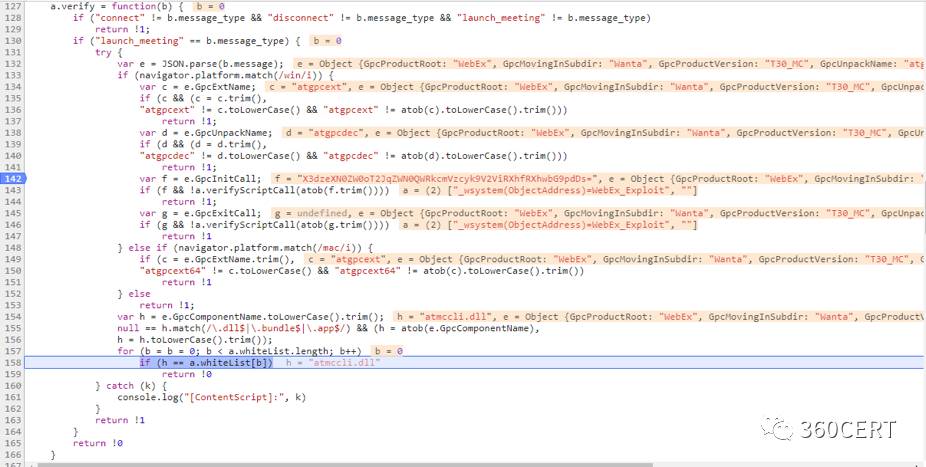 127 a.verify = function(b) { b = 0
128 if ("connect" != b.message_type && "disconnect" != b.message_type && "launch_meeting" != b.message_type)
129 return !1;
130 if ("launch_meeting" == b.message_type) { b = 0
131 try {
132 var e = JSON.parse(b.message); e = Object {GpcProductRoot: "WebEx", GpcMovingInSubdir: "Wanta", GpcProductVersion: "T30_MC", GpcUnpackName: "atg
133 if (navigator.platform.match(/win/i)) {
134 var c = e.GpcExtName; c = "atgpcext", e = Object {GpcProductRoot: "WebEx", GpcMovingInSubdir: "Wanta", GpcProductVersion: "T30_MC", G
135 if (c && (c = c.trim(),
136 "atgpcext" != c.toLowerCase() && "atgpcext" != atob(c).toLowerCase().trim()))
137 return !1;
138 var d = e.GpcUnpackName; d = "atgpcdec", e = Object {GpcProductRoot: "WebEx", GpcMovingInSubdir: "Wanta", GpcProductVersion: "T30_MC", GpcUn
139 if (d && (d = d.trim(),
140 "atgpcdec" != d.toLowerCase() && "atgpcdec" != atob(d).toLowerCase().trim()))
141 return !1;
142 var f = e.GpcInitCall; f = "X3dzeXN0ZW0oT2JqZWN0QWRkcmVzcyk9V2ViRXhfRXhwbG9pdDs=", e = Object {GpcProductRoot: "WebEx", GpcMovingInSubdir: "
143 if (f && !a.verifyScriptCall(atob(f.trim()))) a = (2) ["_wsystem(ObjectAddress)=WebEx_Exploit", ""]
144 return !1;
145 var g = e.GpcExitCall; g = undefined, e = Object {GpcProductRoot: "WebEx", GpcMovingInSubdir: "Wanta", GpcProductVersion: "T30_MC", GpcUnpac
146 if (g && !a.verifyScriptCall(atob(g.trim()))) a = (2) ["_wsystem(ObjectAddress)=WebEx_Exploit", ""]
147 return !1
148 } else if (navigator.platform.match(/mac/i)) {
149 if (c = e.GpcExtName.trim(), c = "atgpcext", e = Object {GpcProductRoot: "WebEx", GpcMovingInSubdir: "Wanta", GpcProductVersion: "T30_MC", G
150 "atgpcext64" != c.toLowerCase() && "atgpcext64" != atob(c).toLowerCase().trim())
151 return !1
152 } else
153 return !1;
154 var h = e.GpcComponentName.toLowerCase().trim(); h = "atmccli.dll", e = Object {GpcProductRoot: "WebEx", GpcMovingInSubdir: "Wanta", GpcProduct
155 null == h.match(/\.dll$|\.bundle$|\.app$/) && (h = atob(e.GpcComponentName),
156 h = h.toLowerCase().trim());
157 for (b = b = 0; b < a.whiteList.length; b++) b = 0
158 if (h == a.whiteList[b]) h = "atmccli.dll"
159 return !0
160 } catch (k) {
161 console.log("[ContentScript]:", k)
162 }
163 return !1
164 }
165 return !0
166 }
167
360CERT